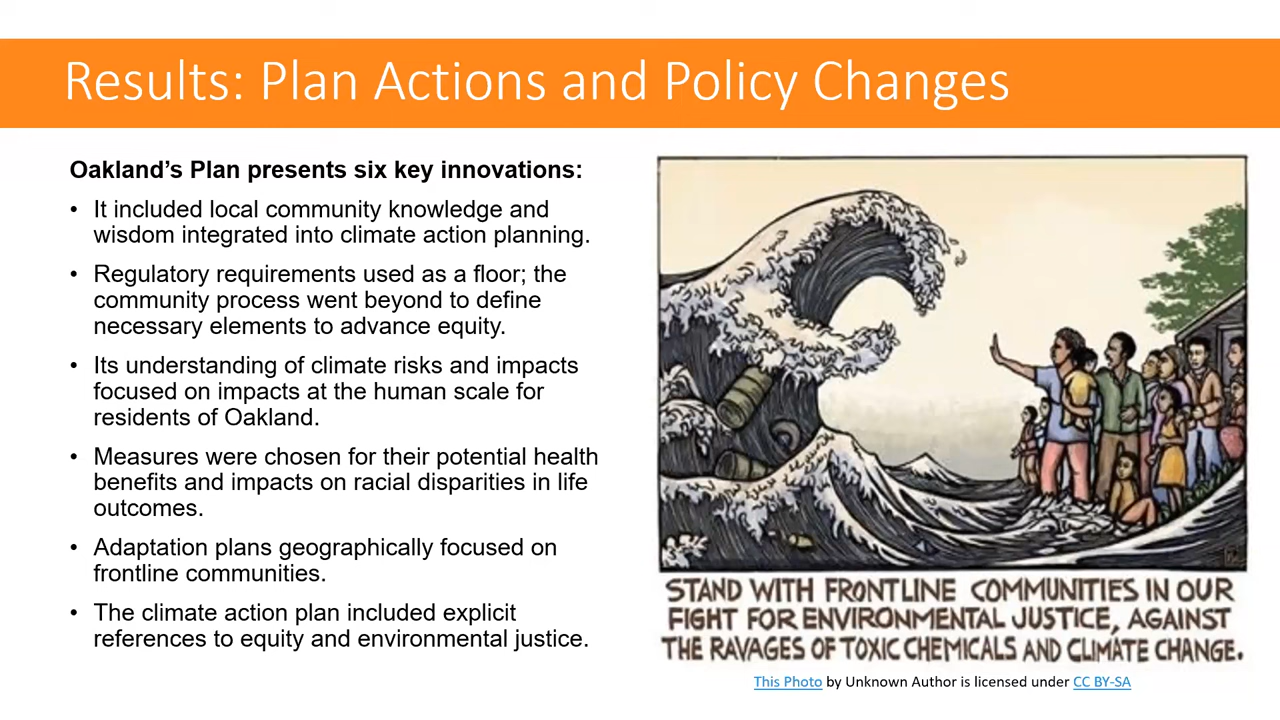 Results: Plan Actions and Policy Changes
Oakland’s Plan presents six key innovations:
• It included local community knowledge and
wisdom integrated into climate action planning.
• Regulatory requirements used as a floor; the
community process went beyond to define
necessary elements to advance equity.
• Its understanding of climate risks and impacts
focused on impacts at the human scale for
residents of Oakland.
• Measures were chosen for their potential health
benefits and impacts on racial disparities in life
outcomes.
• Adaptation plans geographically focused on
frontline communities.
• The climate action plan included explicit
references to equity and environmental justice.
STAND WITH FRONTLINE COMMUNITIES IN OUR
FIGHT FOR ENVIRONMENTAL JUSTICE, AGAINST
THE RAVAGES OF TOXIC CHEMICALS AND CLIMATE CHANGE.
This Photo by Unknown Author is licensed under CC BY-SA